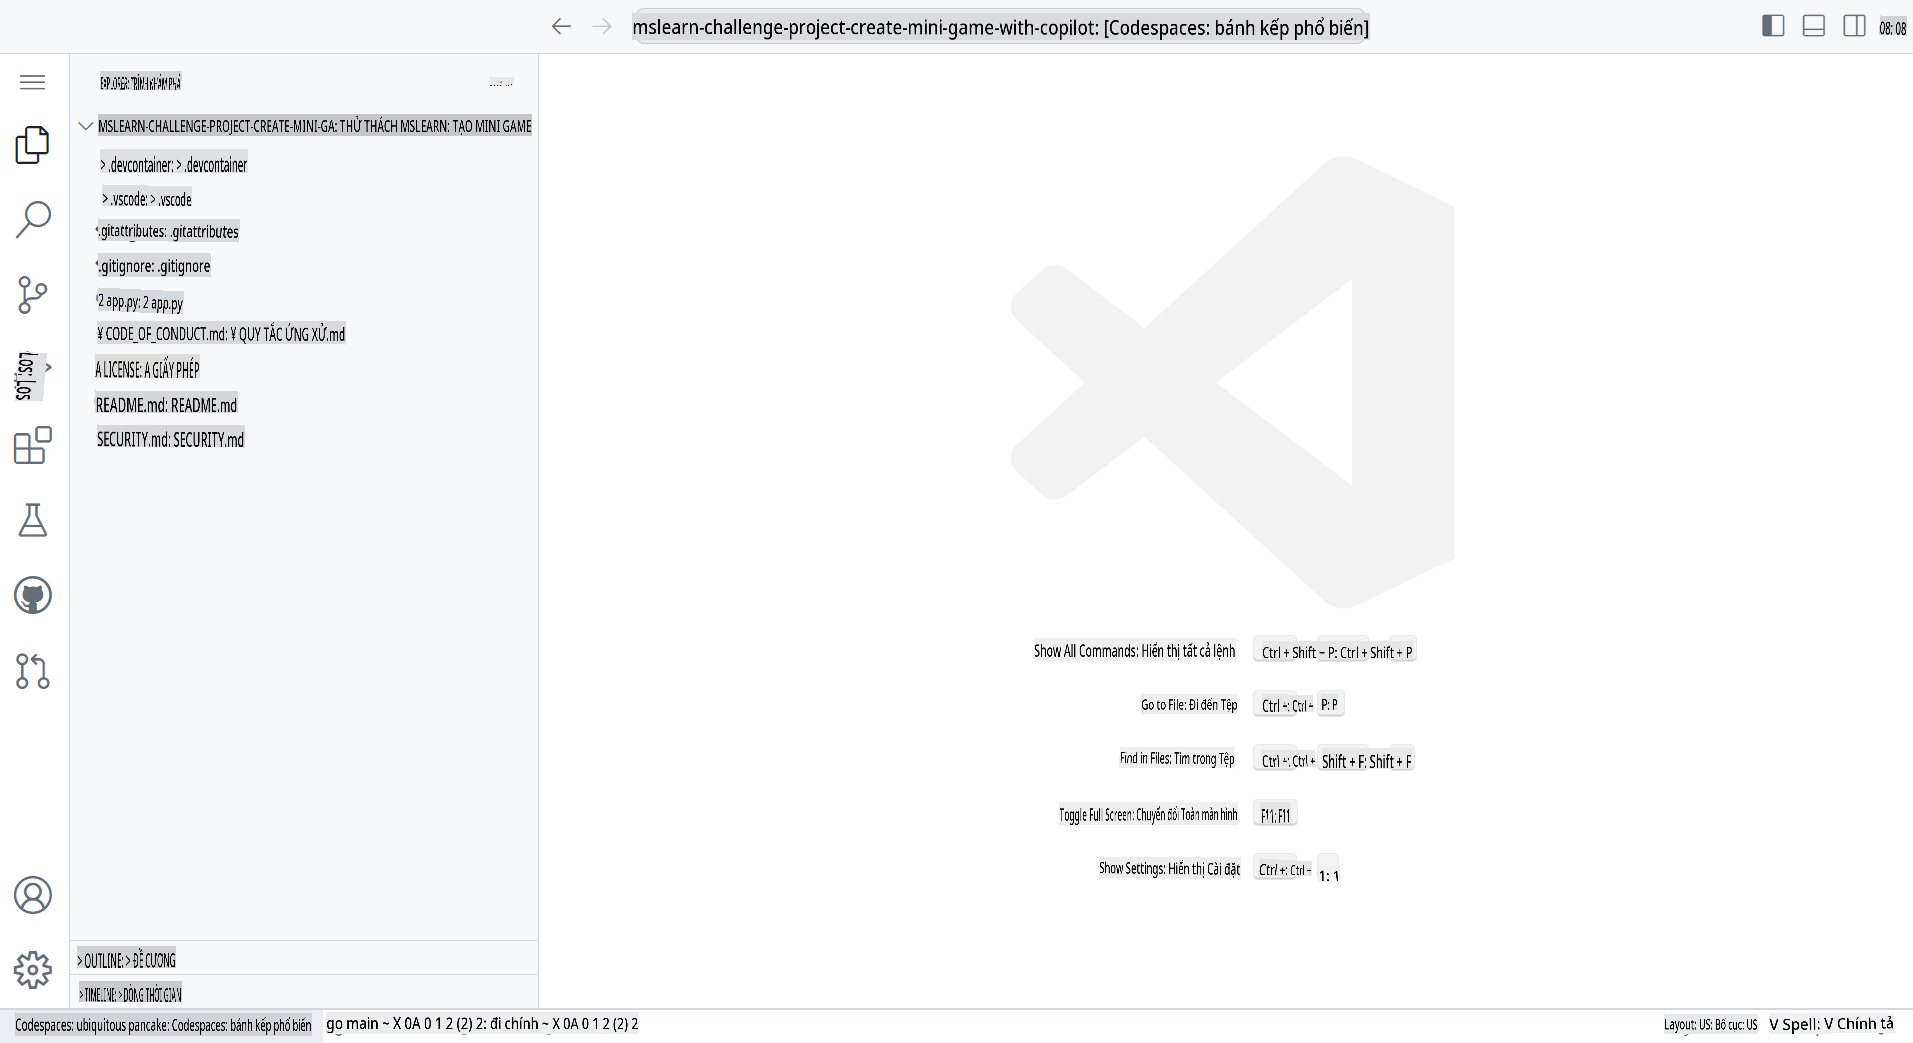 mslearn-challenge-project-create-mini-game-with-copilot: [Codespaces: bánh kếp phổ biến]
08: 08
EXPLORER: TRÌNH KHÁM PHÁ
MSLEARN-CHALLENGE-PROJECT-CREATE-MINI-GA: THỬ THÁCH MSLEARN: TẠO MINI GAME
> .devcontainer: > .devcontainer
> .vscode: > .vscode
.gitattributes: .gitattributes
.gitignore: .gitignore
2 app.py: 2 app.py
¥ CODE_OF_CONDUCT.md: ¥ QUY TẮC ỨNG XỬ.md
LOS: LOS
A LICENSE: A GIẤY PHÉP
README.md: README.md
SECURITY.md: SECURITY.md
Show All Commands: Hiển thị tất cả lệnh Ctrl + Shift – P: Ctrl + Shift + P
Go to File: Đi đến Tệp Ctrl +: Ctrl + P: P
Find in Files: Tìm trong Tệp Ctrl +: Ctrl + Shift + F: Shift + F
Toggle Full Screen: Chuyển đổi Toàn màn hình F11: F11
Show Settings: Hiển thị Cài đặt Ctrl +: Ctrl + 1: 1
> OUTLINE: > ĐỀ CƯƠNG
> TIMELINE: > DÒNG THỜI GIAN
Codespaces: ubiquitous pancake: Codespaces: bánh kếp phổ biến go main ~ X 0A 0 1 2 (2) 2: đi chính ~ X 0A 0 1 2 (2) 2 Layout: US: Bố cục: US V Spell: V Chính tả